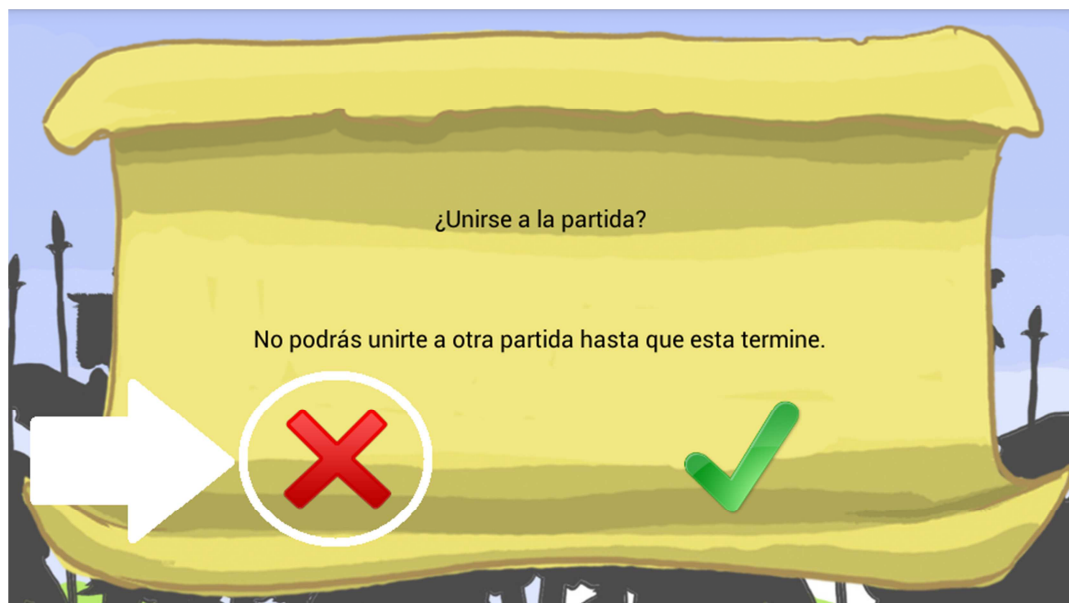 ¿Unirse a la partida?
No podrás unirte a otra partida hasta que esta termine.